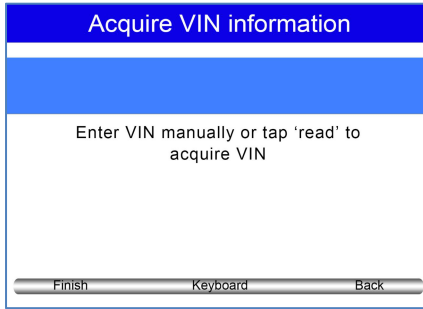 Acquire VIN information
Enter VIN manually or tap ‘read’ to
acquire VIN
Finish Keyboard Back